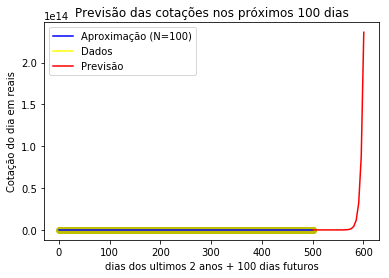 Previsão das cotações nos próximos 100 dias
1e14
Aproximação (N=100)
Dados
Previsão
Cotação do dia em reais
2.0
1.5
1.0
0.5
0.0
0 100 200 300 400 500 600
dias dos ultimos 2 anos + 100 dias futuros